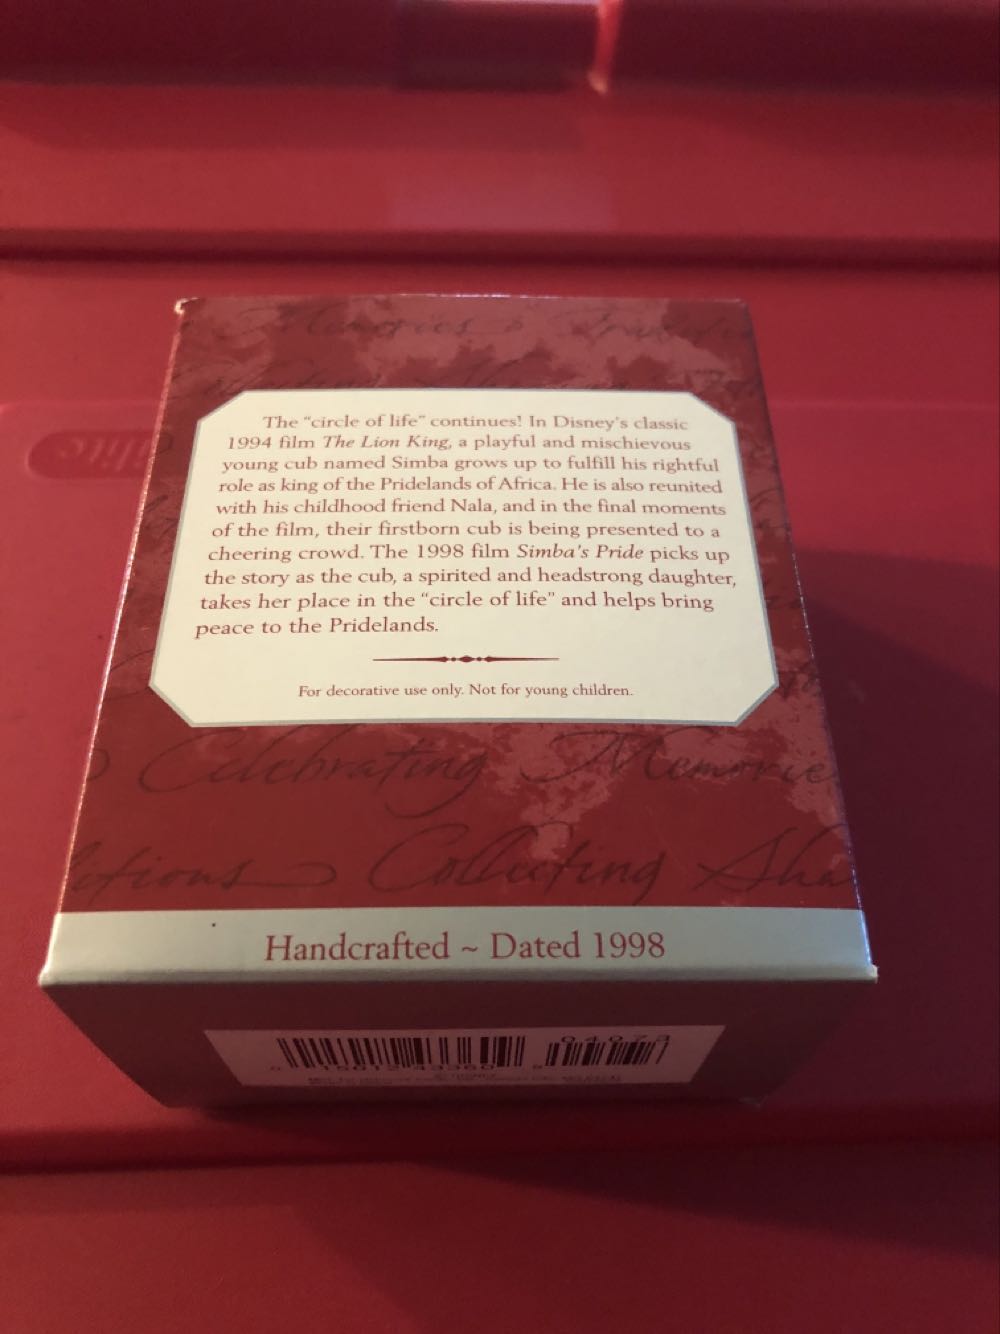 Memories
The "circle of life" continues! In Disney's classic
1994 film The Lion King, a playful and mischievous
young cub named Simba grows up to fulfill his rightful
role as king of the Pridelands of Africa. He is also reunited
with his childhood friend Nala, and in the final moments
of the film, their firstborn cub is being presented to a
cheering crowd. The 1998 film Simba's Pride picks up
the story as the cub, a spirited and headstrong daughter,
takes her place in the "circle of life" and helps bring
peace to the Pridelands.
For decorative use only. Not for young children.
Celebrating Memorie
ditions Collecting Sha
Handcrafted ~ Dated 1998